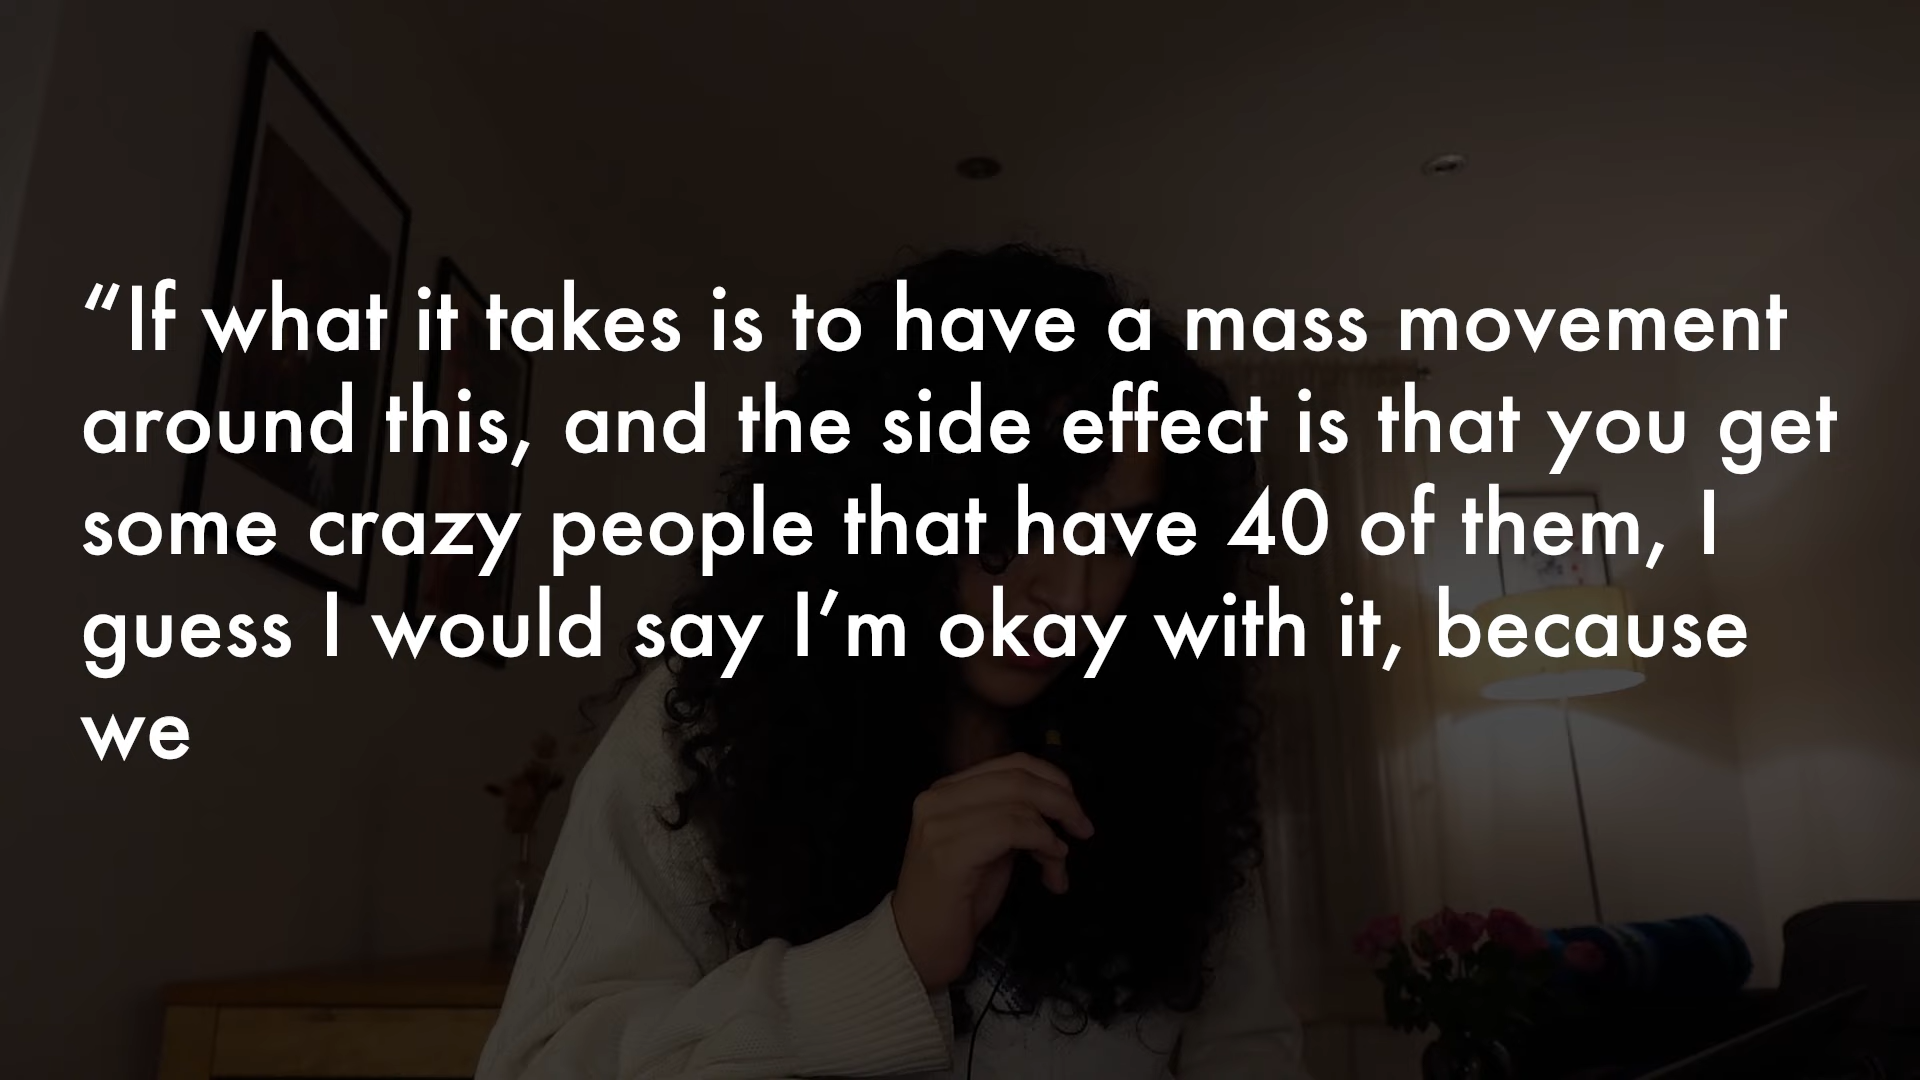 “If what it takes is to have a mass movement
around this, and the side effect is that you get
some crazy people that have 40 of them, I
guess I would say I’m okay with it, because
we